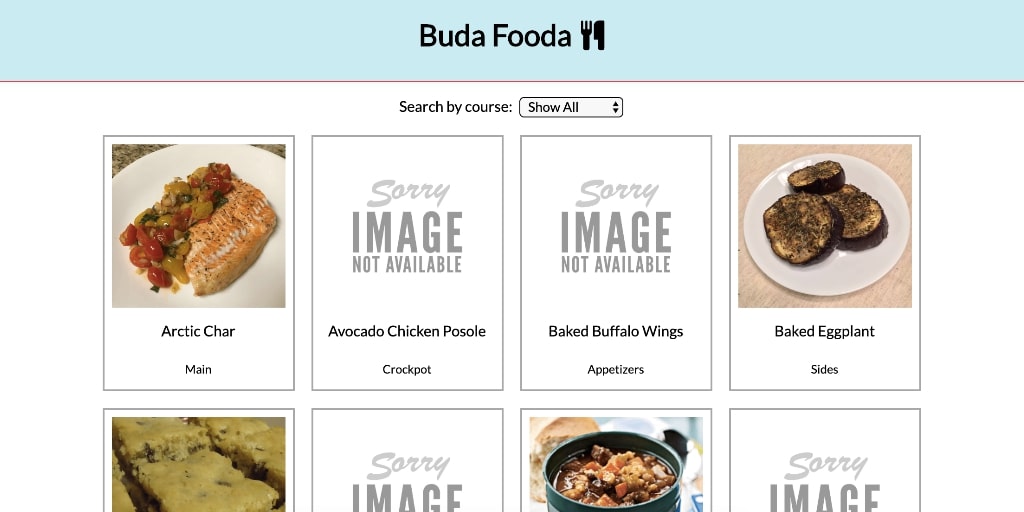 Buda Fooda
Search by course: Show All
Sorry
IMAGE
NOT AVAILABLE
Sorry
IMAGE
NOT AVAILABLE
Arctic Char
Avocado Chicken Posole
Baked Buffalo Wings
Baked Eggplant
Main
Crockpot
Appetizers
Sides
Sorry
IMAGE
Sorry
IMAGE